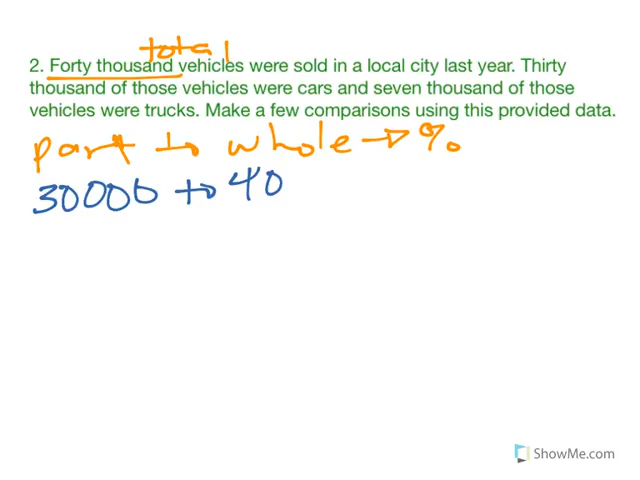 total
2. Forty thousand vehicles were sold in a local city last year. Thirty
thousand of those vehicles were cars and seven thousand of those
vehicles were trucks. Make a few comparisons using this provided data.
part to whole → %
30000 to 40
ShowMe.com